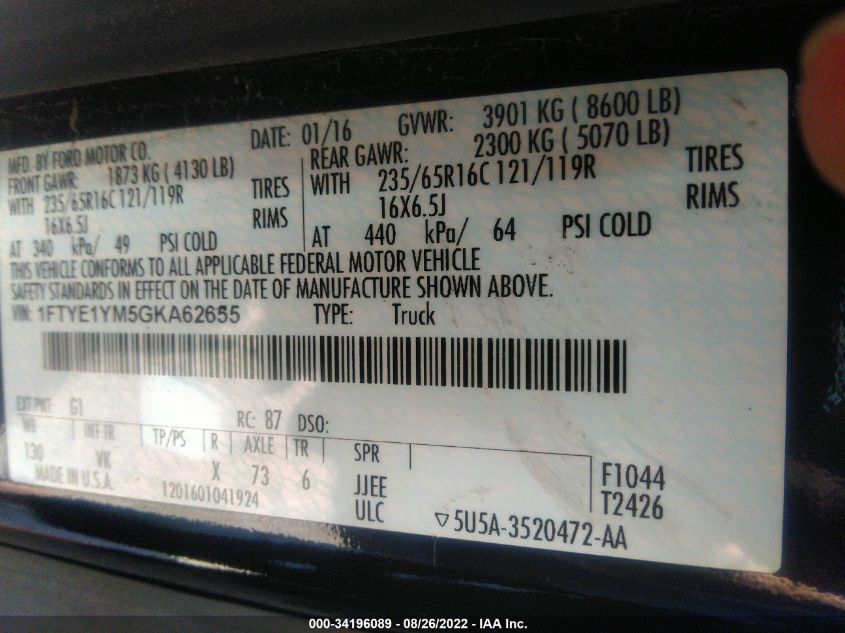 MFD. BY FORD MOTOR CO.
DATE: 01/16 GVWR: 3901 KG ( 8600 LB)
FRONT GAWR: 1873 KG ( 4130 LB)
WITH 235/65R16C 121/119R TIRES
16X6.5J RIMS
AT 340 kPa/ 49 PSI COLD
REAR GAWR: 2300 KG ( 5070 LB)
WITH 235/65R16C 121/119R TIRES
16X6.5J RIMS
AT 440 kPa/ 64 PSI COLD
THIS VEHICLE CONFORMS TO ALL APPLICABLE FEDERAL MOTOR VEHICLE
SAFETY STANDARDS IN EFFECT ON THE DATE OF MANUFACTURE SHOWN ABOVE.
VIN: 1FTYE1YM5GKA62655 TYPE: Truck
EXT PNT: G1 RC: 87 DSO:
WB INT TR TP/PS R AXLE TR SPR
130 VK X 73 6 JJEE F1044
MADE IN U.S.A. 1201601041924 ULC T2426
5U5A-3520472-AA
000-34196089 - 08/26/2022 - IAA Inc.